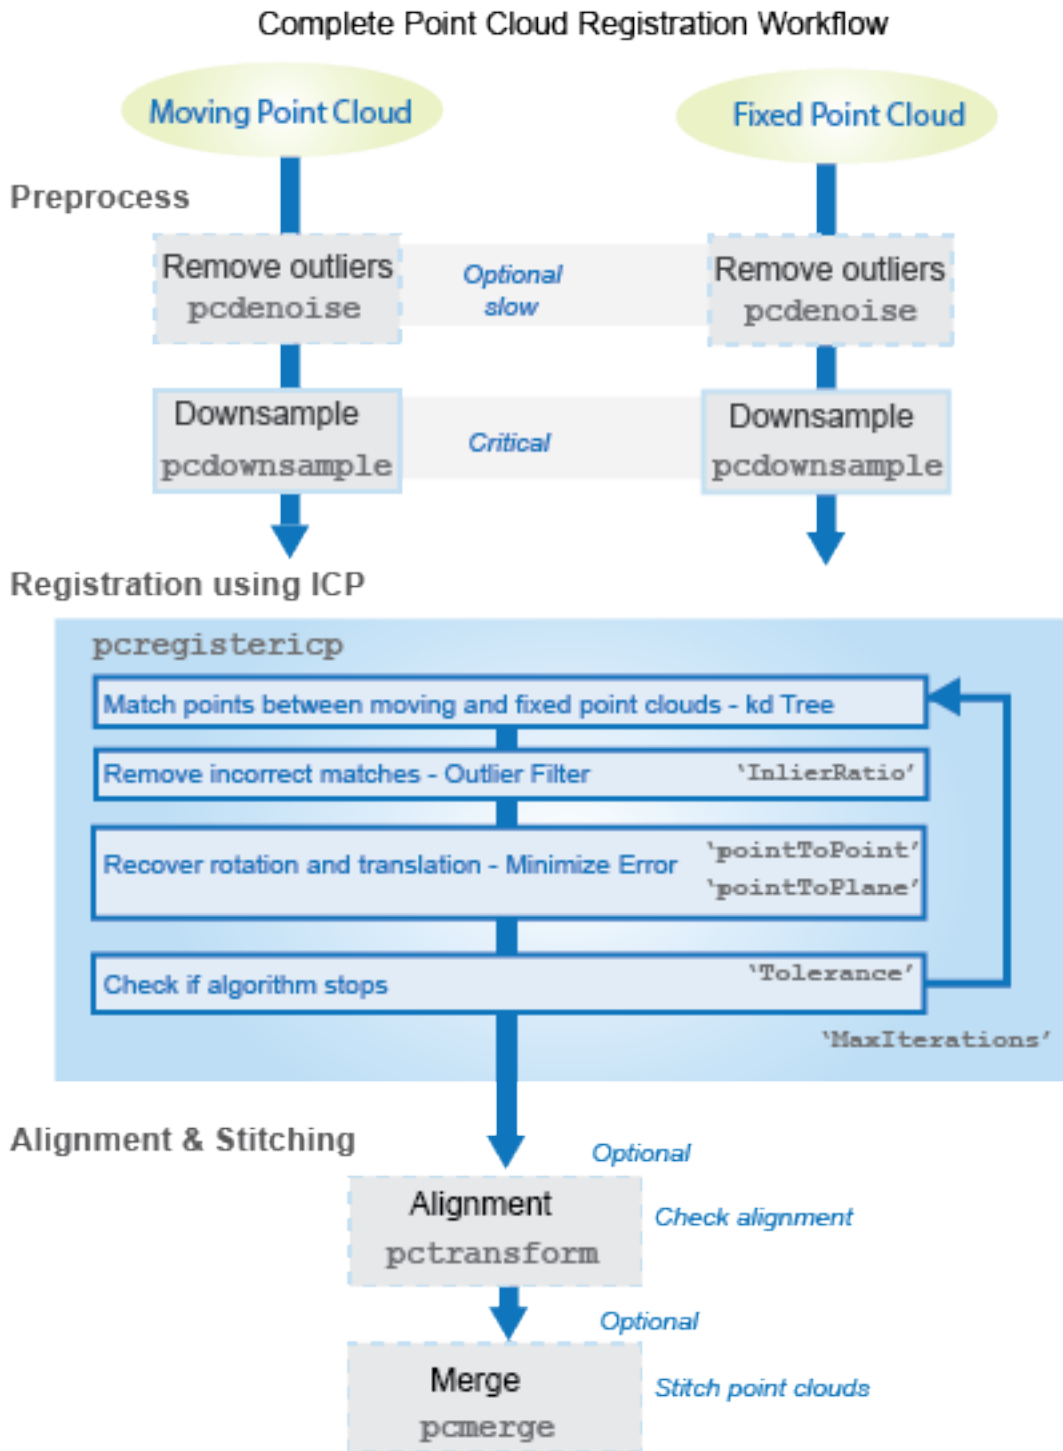 Complete Point Cloud Registration Workflow
Moving Point Cloud
Fixed Point Cloud
Preprocess
Remove outliers
pcdenoise
Optional
slow
Remove outliers
pcdenoise
Downsample
pcdownsample
Critical
Downsample
pcdownsample
Registration using ICP
pcregistericp
Match points between moving and fixed point clouds - kd Tree
Remove incorrect matches - Outlier Filter ‘InlierRatio’
Recover rotation and translation - Minimize Error ‘pointToPoint’
‘pointToPlane’
Check if algorithm stops ‘Tolerance’
‘MaxIterations’
Alignment & Stitching
Optional
Alignment
pctransform
Check alignment
Optional
Merge
pcmerge
Stitch point clouds